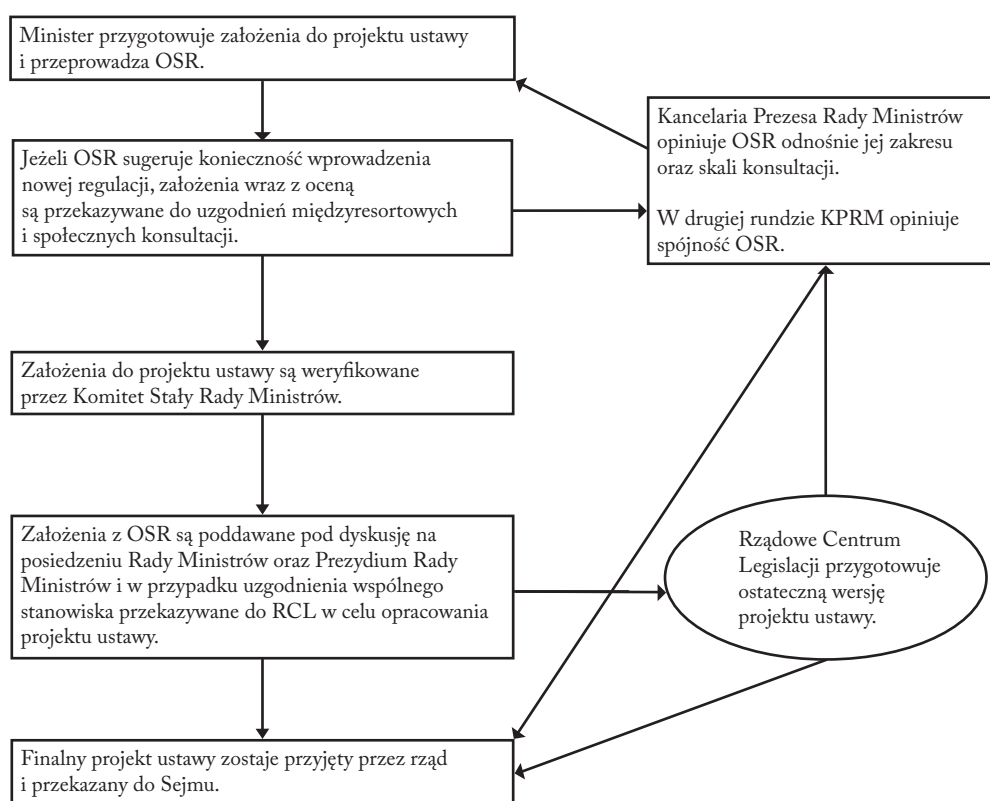 Minister przygotowuje założenia do projektu ustawy
i przeprowadza OSR.
Jeżeli OSR sugeruje konieczność wprowadzenia
nowej regulacji, założenia wraz z oceną
są przekazywane do uzgodnień międzyresortowych
i społecznych konsultacji.
Kancelaria Prezesa Rady Ministrów
opiniuje OSR odnośnie jej zakresu
oraz skali konsultacji.
W drugiej rundzie KPRM opiniuje
spójność OSR.
Założenia do projektu ustawy są weryfikowane
przez Komitet Stały Rady Ministrów.
Założenia z OSR są poddawane pod dyskusję na
posiedzeniu Rady Ministrów oraz Prezydium Rady
Ministrów i w przypadku uzgodnienia wspólnego
stanowiska przekazywane do RCL w celu opracowania
projektu ustawy.
Rządowe Centrum
Legislacji przygotowuje
ostateczną wersję
projektu ustawy.
Finalny projekt ustawy zostaje przyjęty przez rząd
i przekazany do Sejmu.